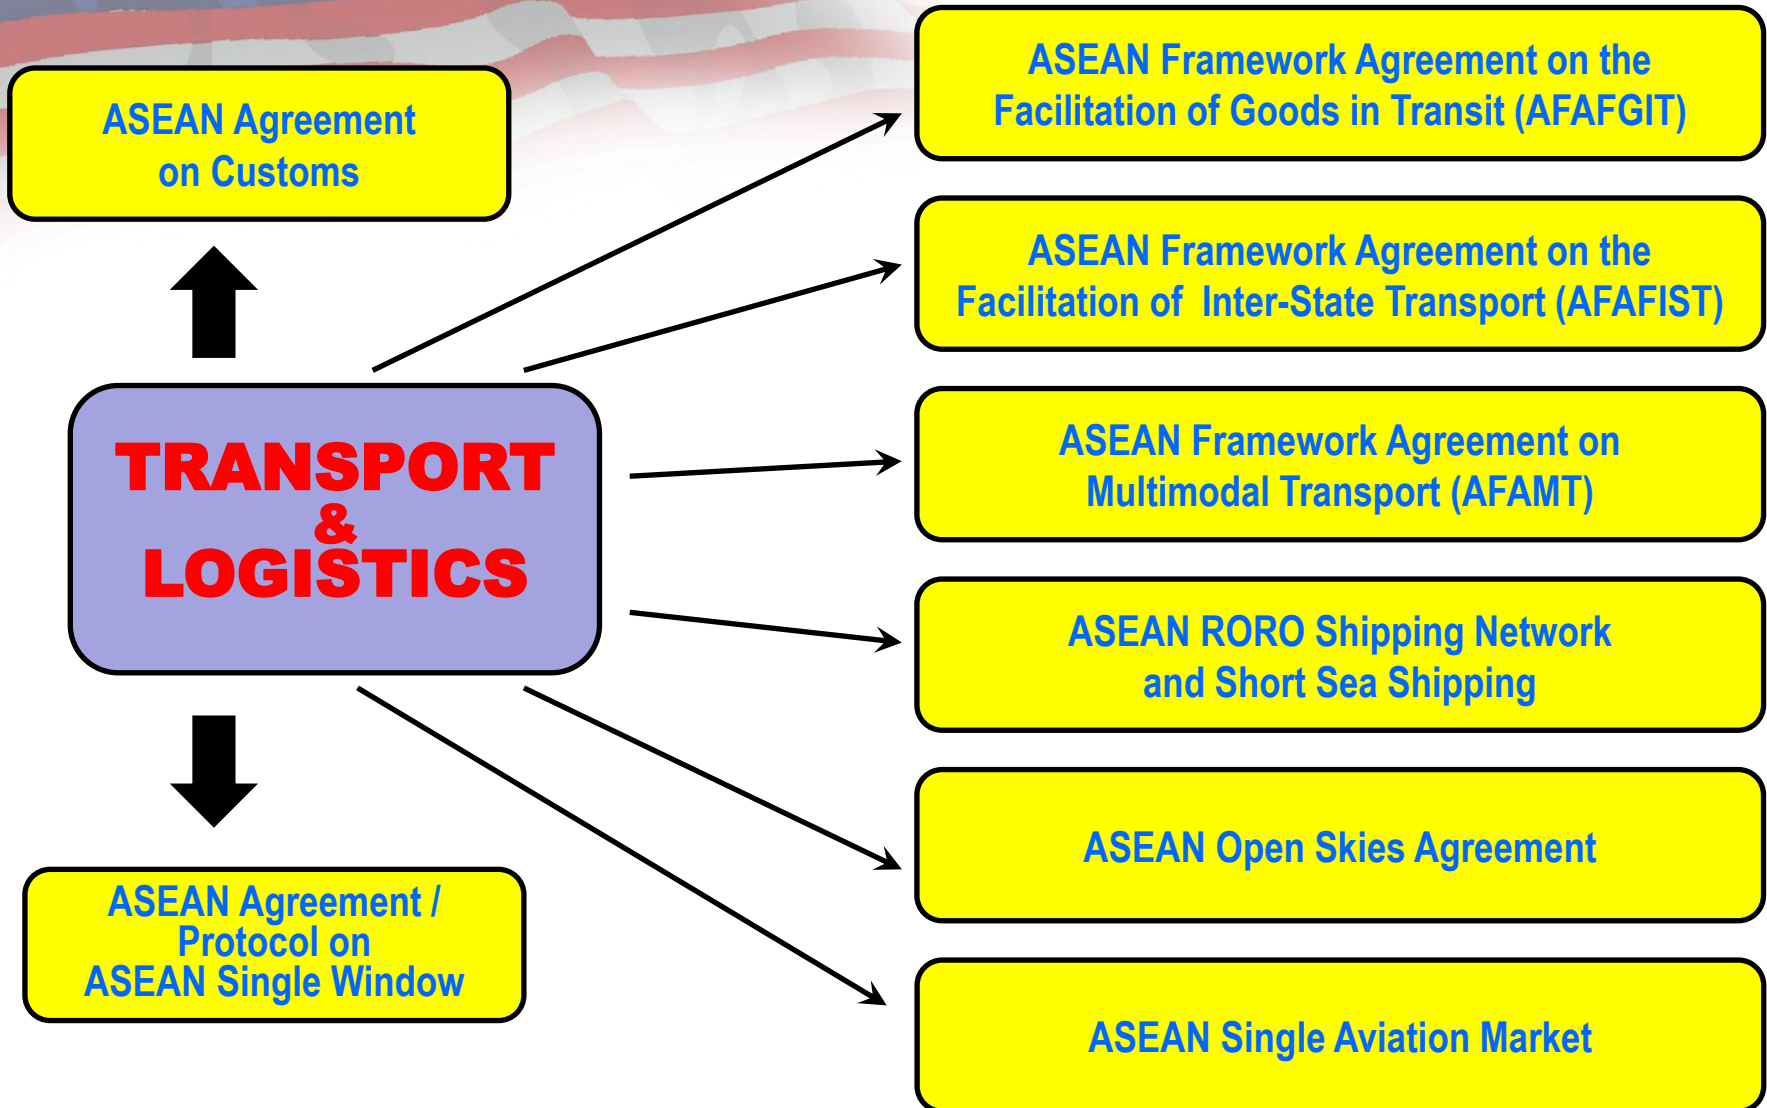 ASEAN Agreement
on Customs
TRANSPORT
&
LOGISTICS
ASEAN Agreement /
Protocol on
ASEAN Single Window
ASEAN Framework Agreement on the
Facilitation of Goods in Transit (AFAFGIT)
ASEAN Framework Agreement on the
Facilitation of Inter-State Transport (AFAFIST)
ASEAN Framework Agreement on
Multimodal Transport (AFAMT)
ASEAN RORO Shipping Network
and Short Sea Shipping
ASEAN Open Skies Agreement
ASEAN Single Aviation Market